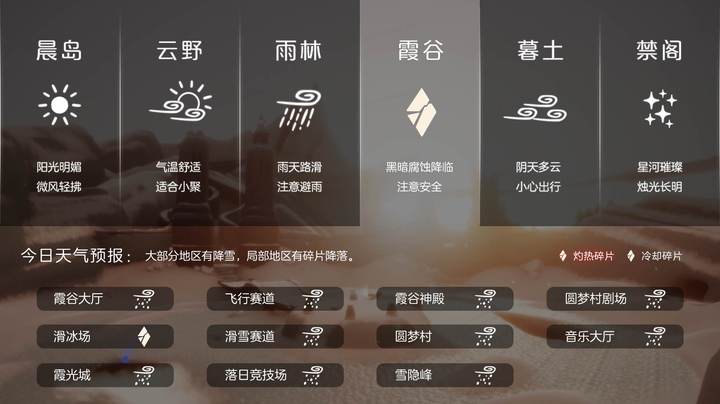 晨岛
云野
雨林
霞谷
暮土
禁阁
阳光明媚
微风轻拂
气温舒适
适合小聚
雨天路滑
注意避雨
黑暗腐蚀降临
注意安全
阴天多云
小心出行
星河璀璨
烛光长明
今日天气预报：大部分地区有降雪，局部地区有碎片降落。
灼热碎片 冷却碎片
霞谷大厅 飞行赛道 霞谷神殿 圆梦村剧场
滑冰场 滑雪赛道 圆梦村 音乐大厅
霞光城 落日竞技场 雪隐峰